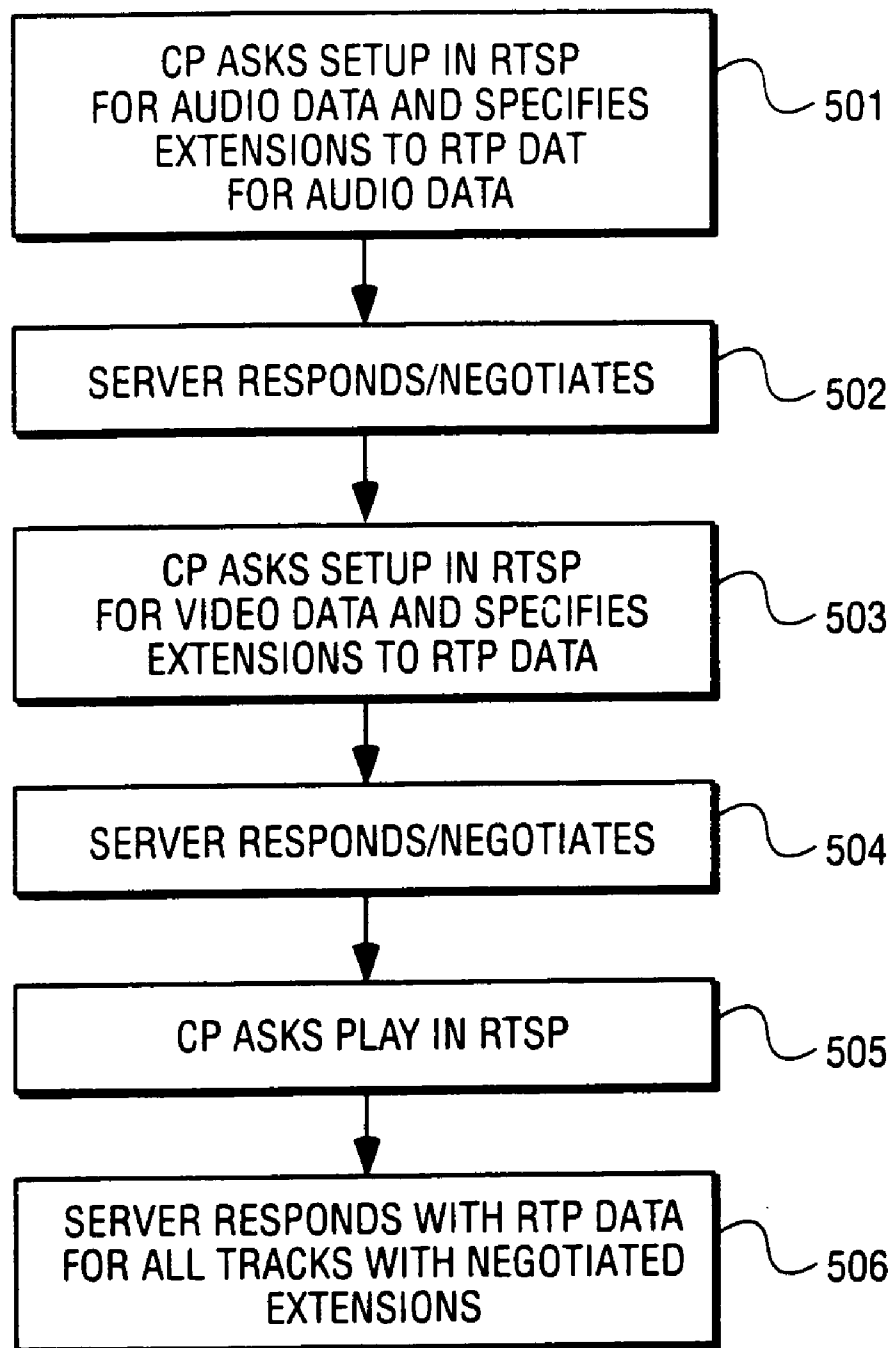 CP ASKS SETUP IN RTSP
FOR AUDIO DATA AND SPECIFIES
EXTENSIONS TO RTP DAT
FOR AUDIO DATA
501
SERVER RESPONDS/NEGOTIATES
502
CP ASKS SETUP IN RTSP
FOR VIDEO DATA AND SPECIFIES
EXTENSIONS TO RTP DATA
503
SERVER RESPONDS/NEGOTIATES
504
CP ASKS PLAY IN RTSP
505
SERVER RESPONDS WITH RTP DATA
FOR ALL TRACKS WITH NEGOTIATED
EXTENSIONS
506